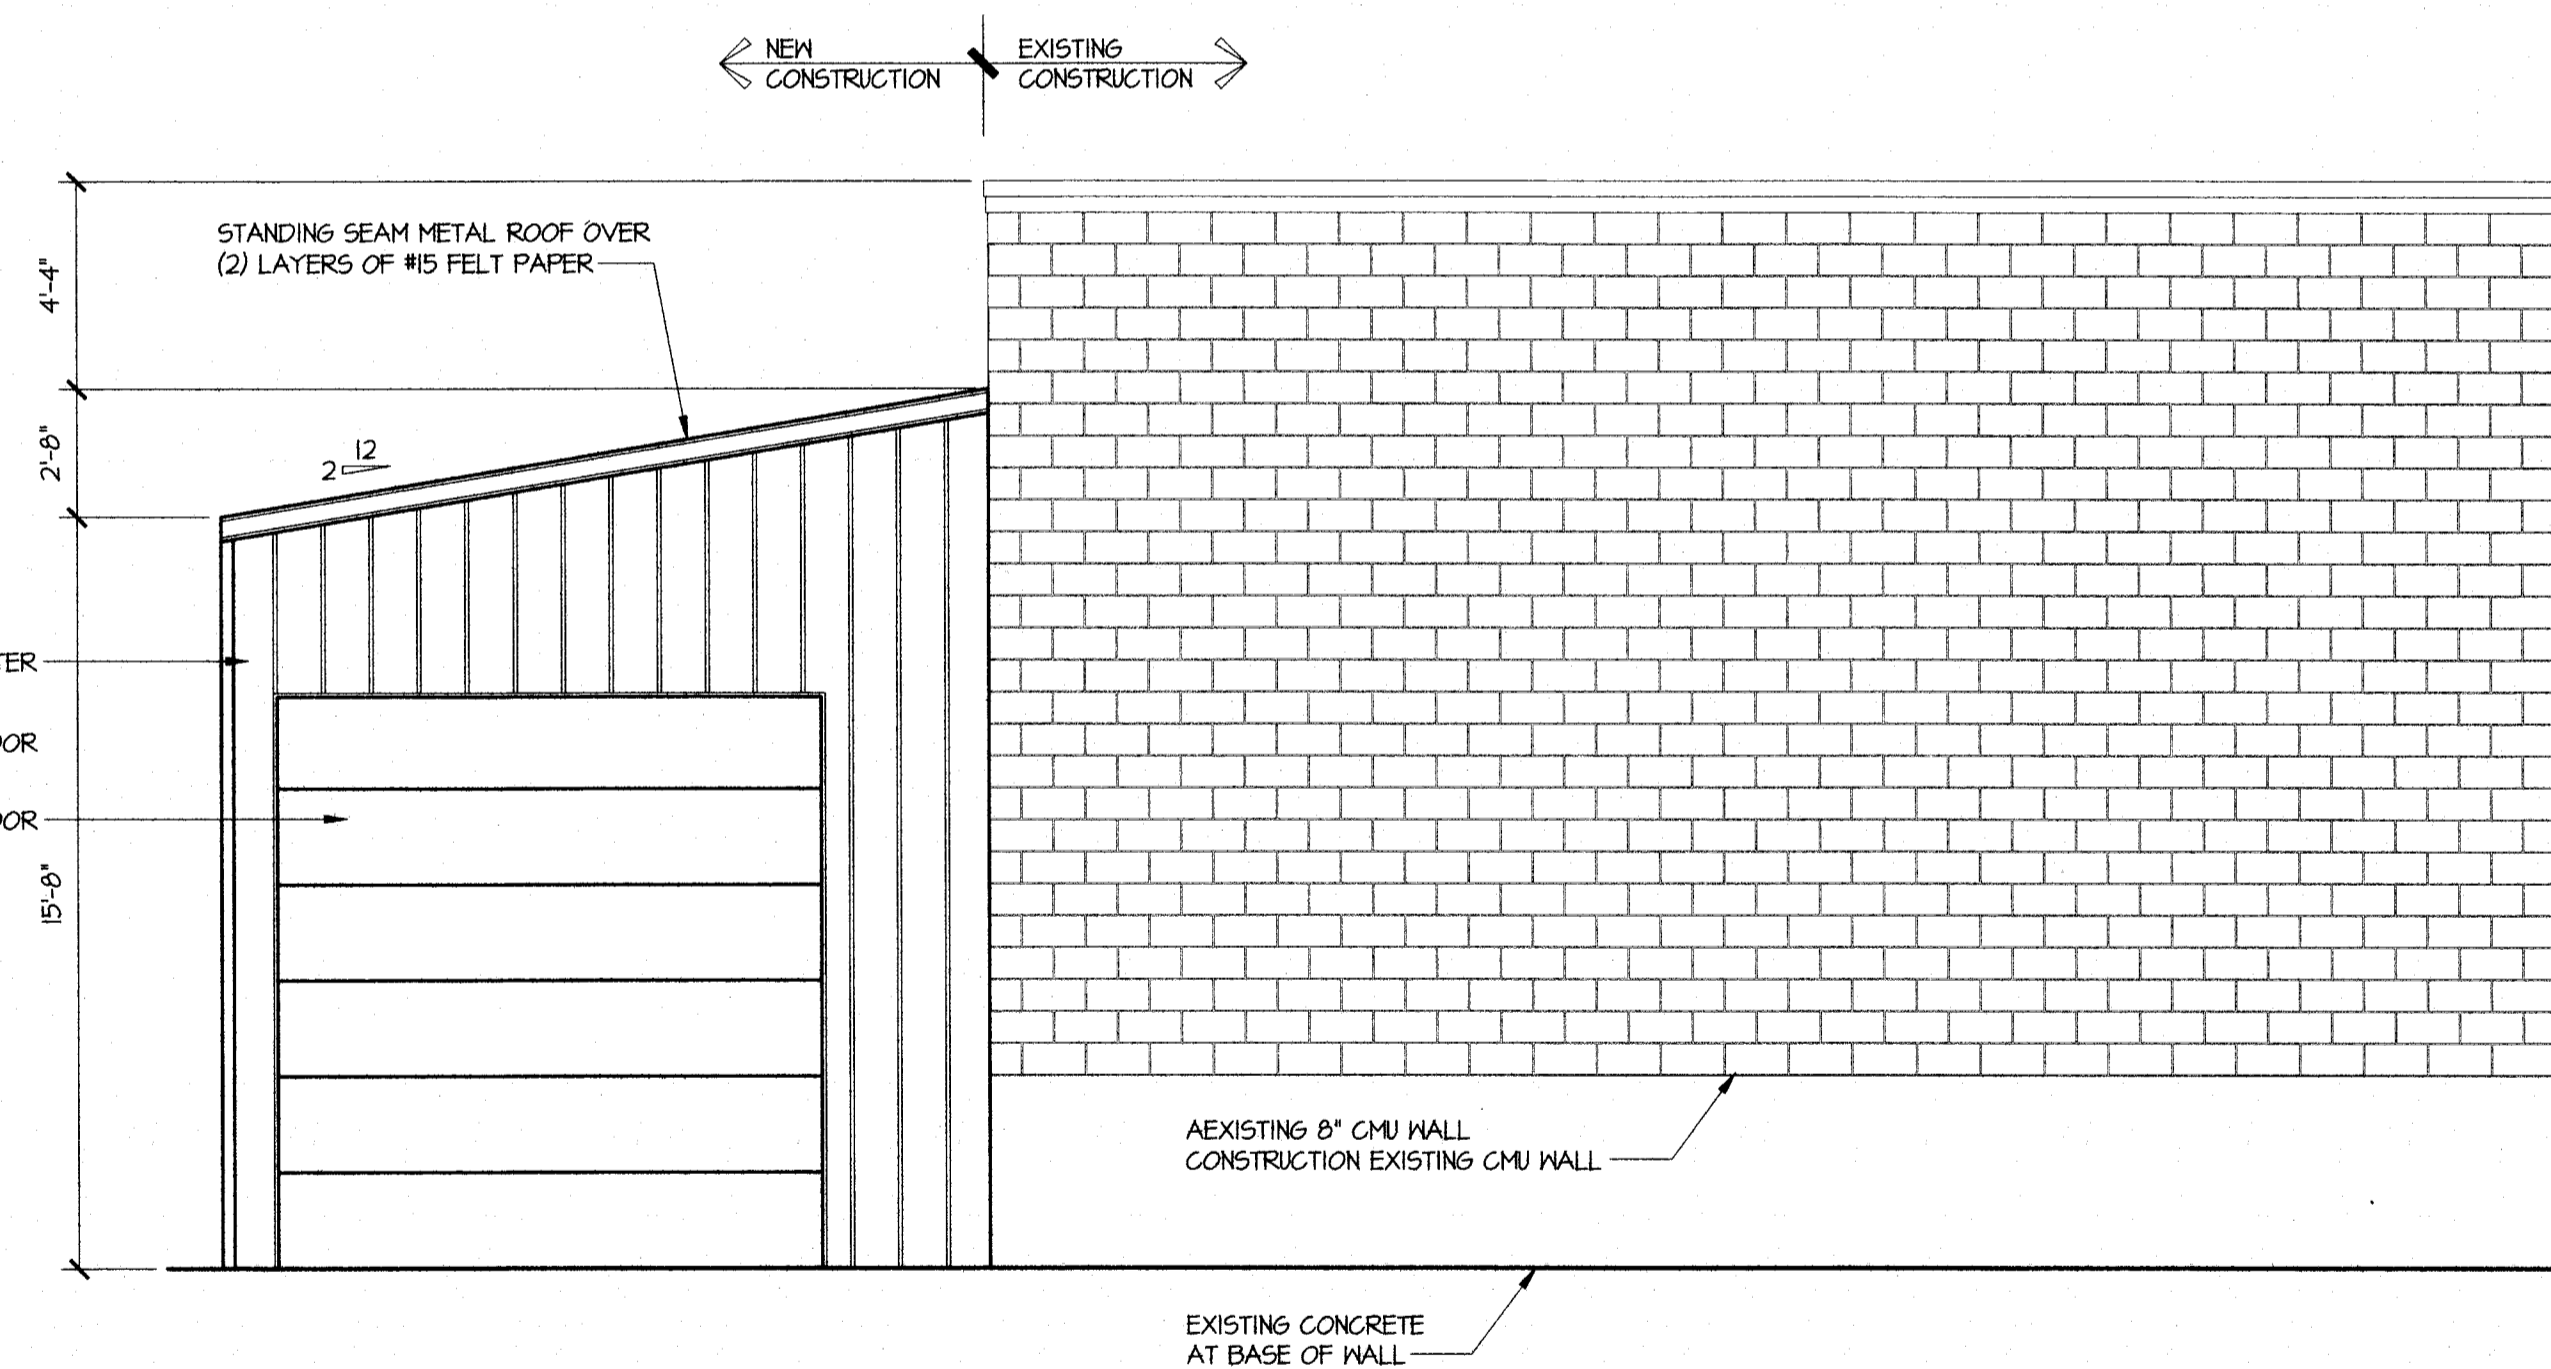 NEW
CONSTRUCTION
EXISTING
CONSTRUCTION
STANDING SEAM METAL ROOF OVER
(2) LAYERS OF #15 FELT PAPER
4'-4"
2'-8"
12
2
TER
OOR
OOR
15'-8"
AEXISTING 8" CMU WALL
CONSTRUCTION EXISTING CMU WALL
EXISTING CONCRETE
AT BASE OF WALL